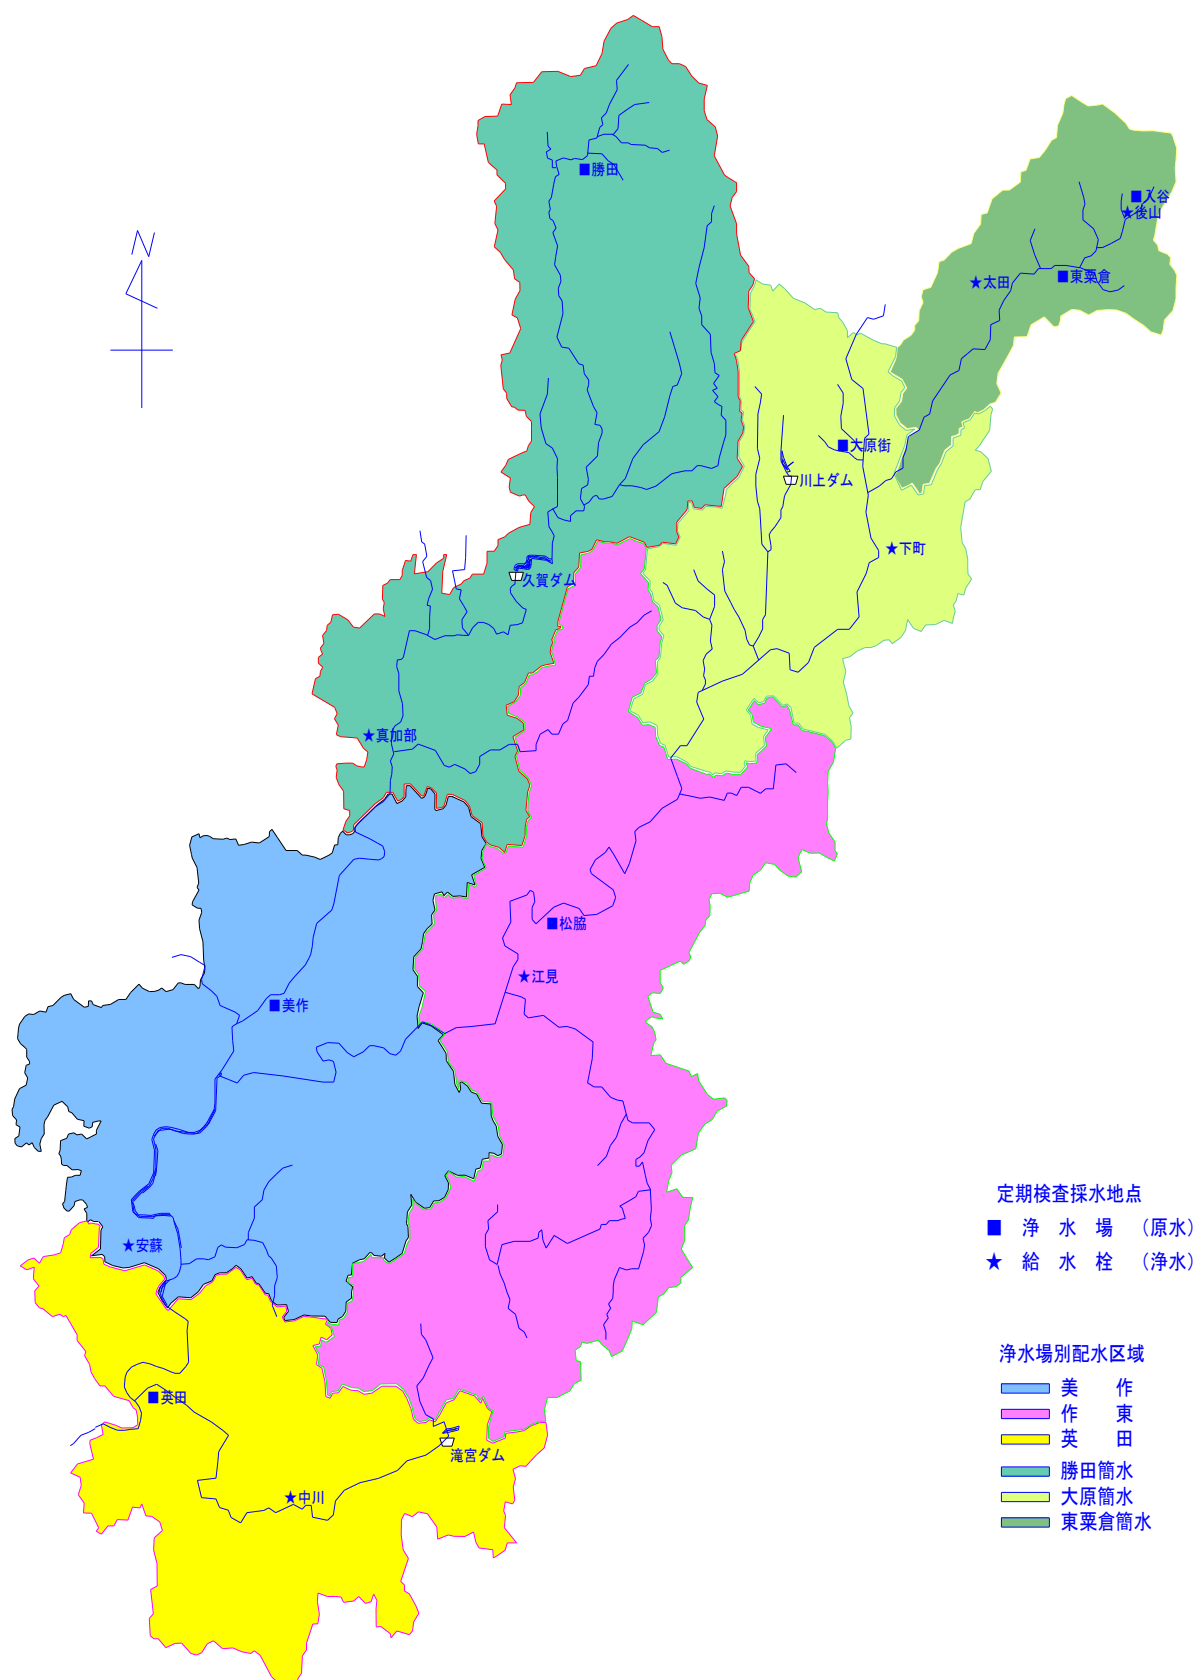 ■勝田
■入谷
★後山
N
★太田
■東粟倉
■大原街
川上ダム
★下町
久賀ダム
★真加部
■松脇
★江見
■美作
定期検査採水地点
■ 浄水場 (原水)
★安蘇
★ 給水栓 (浄水)
浄水場別配水区域
美作
■英田
作東
英田
滝宮ダム
勝田簡水
★中川
大原簡水
東粟倉簡水